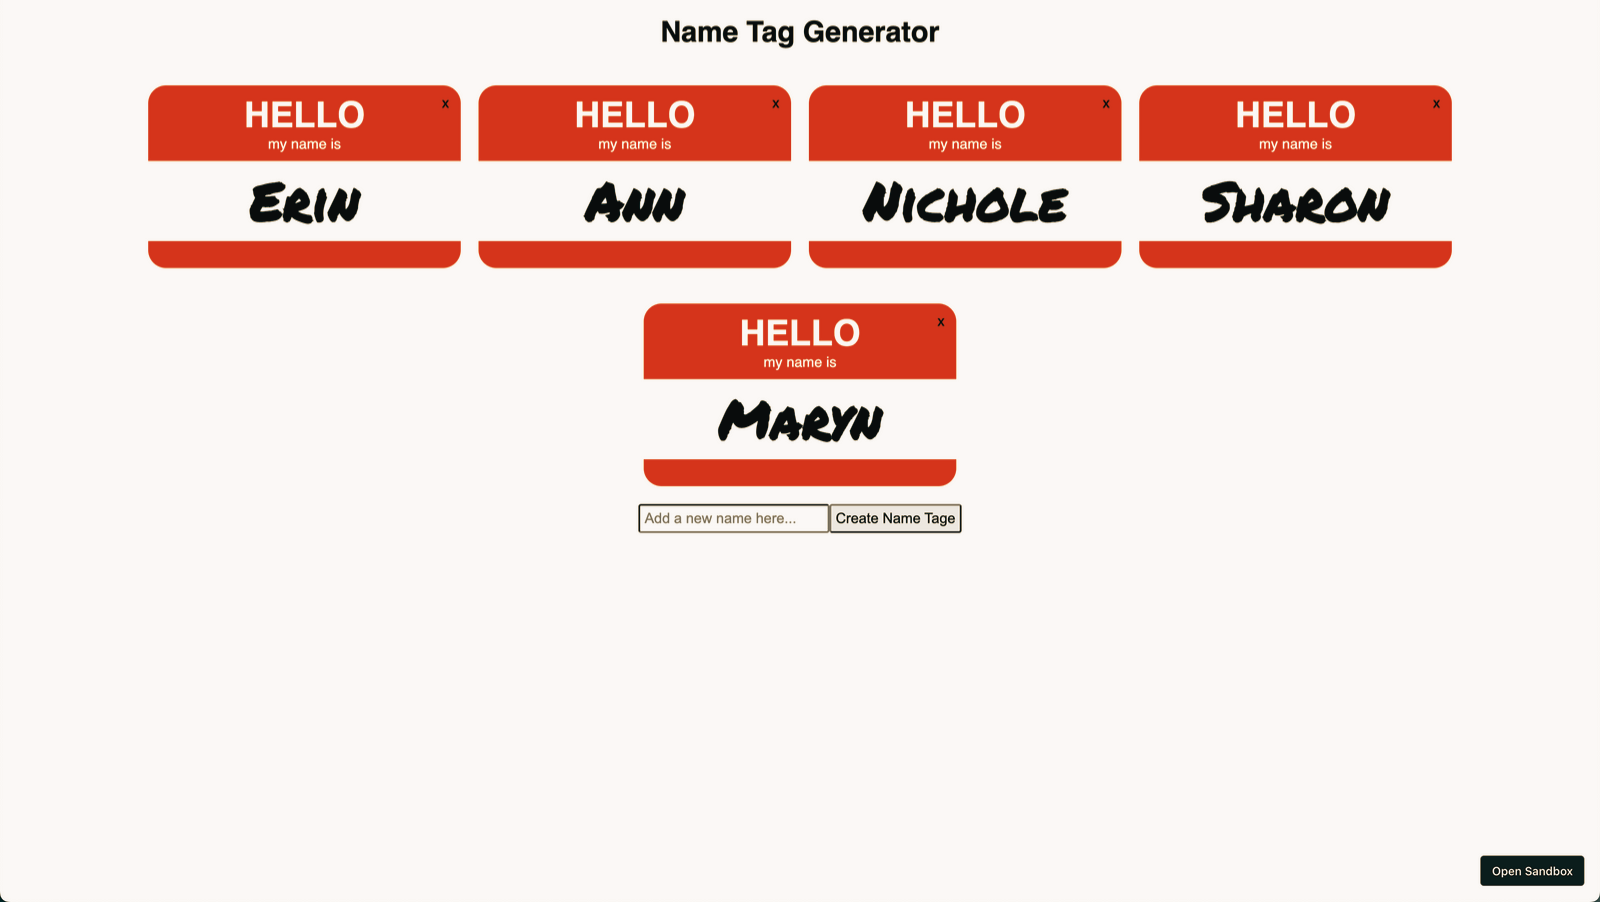 Name Tag Generator
x
HELLO
my name is
Erin
x
HELLO
my name is
Ann
x
HELLO
my name is
Nichole
x
HELLO
my name is
Sharon
x
HELLO
my name is
Maryn
Add a new name here...
Create Name Tage
Open Sandbox